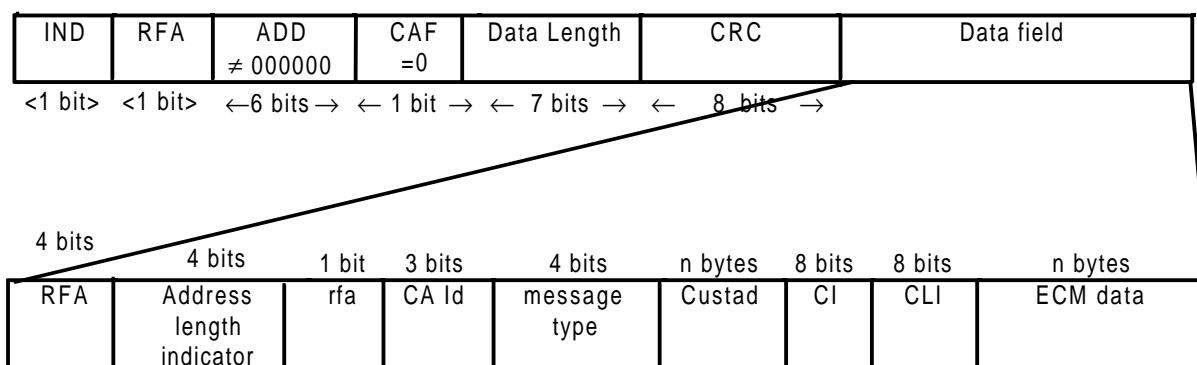 IND RFA ADD CAF Data Length CRC Data field
≠ 000000 =0
<1 bit> <1 bit> ←6 bits→ ← 1 bit → ← 7 bits → ← 8 bits →
4 bits 4 bits 1 bit 3 bits 4 bits n bytes 8 bits 8 bits n bytes
RFA Address rfa CA Id message Custad CI CLI ECM data
length type
indicator